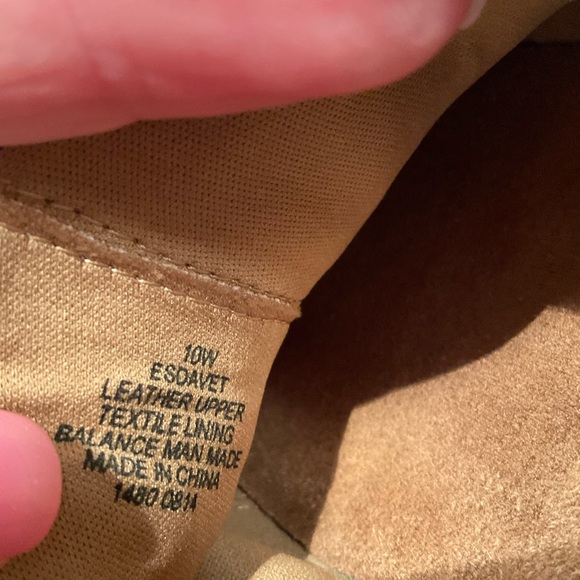 10W
ESDAVET
LEATHER UPPER
TEXTILE LINING
BALANCE MAN MADE
MADE IN CHINA
1480 0814